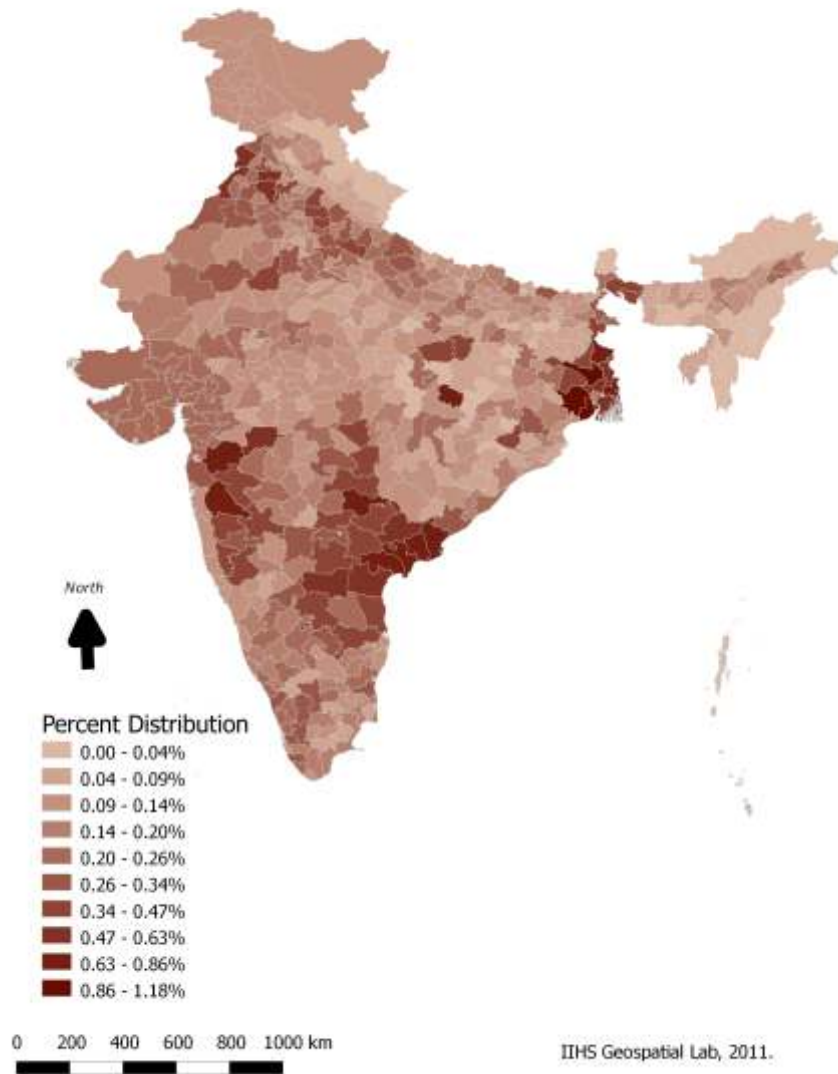 North
Percent Distribution
0.00 - 0.04%
0.04 - 0.09%
0.09 - 0.14%
0.14 - 0.20%
0.20 - 0.26%
0.26 - 0.34%
0.34 - 0.47%
0.47 - 0.63%
0.63 - 0.86%
0.86 - 1.18%
0 200 400 600 800 1000 km
IIHS Geospatial Lab, 2011.